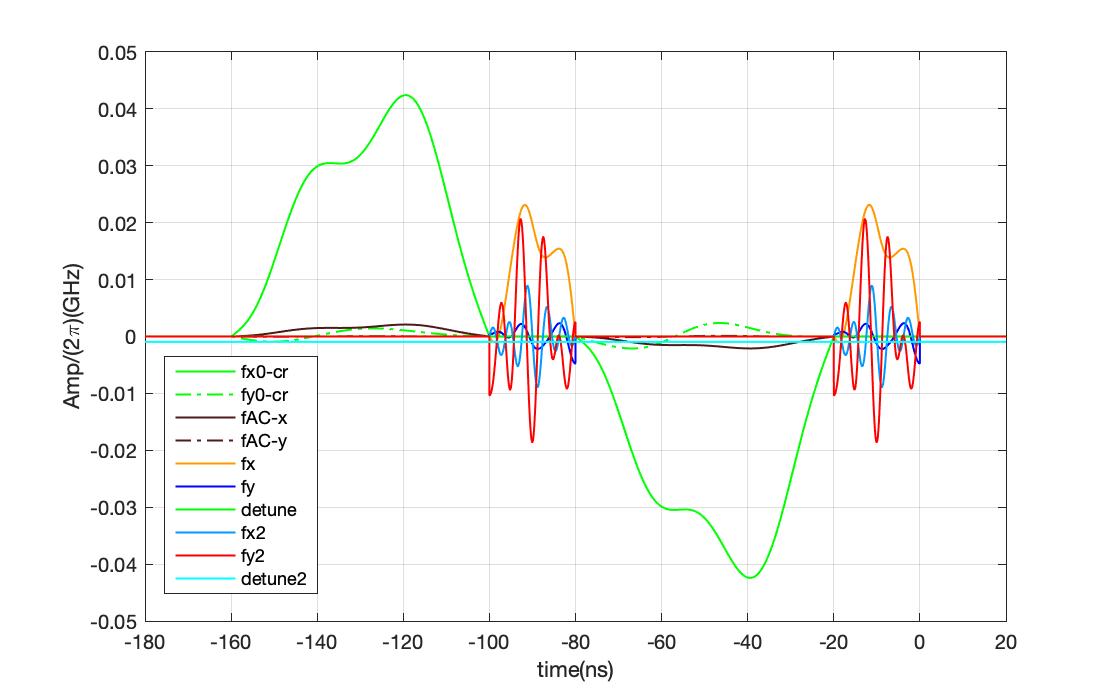 0.05
0.04
0.03
0.02
0.01
0
-0.01
-0.02
-0.03
-0.04
-0.05
Amp/(2π)(GHz)
fx0-cr
fy0-cr
fAC-x
fAC-y
fx
fy
detune
fx2
fy2
detune2
-180 -160 -140 -120 -100 -80 -60 -40 -20 0 20
time(ns)